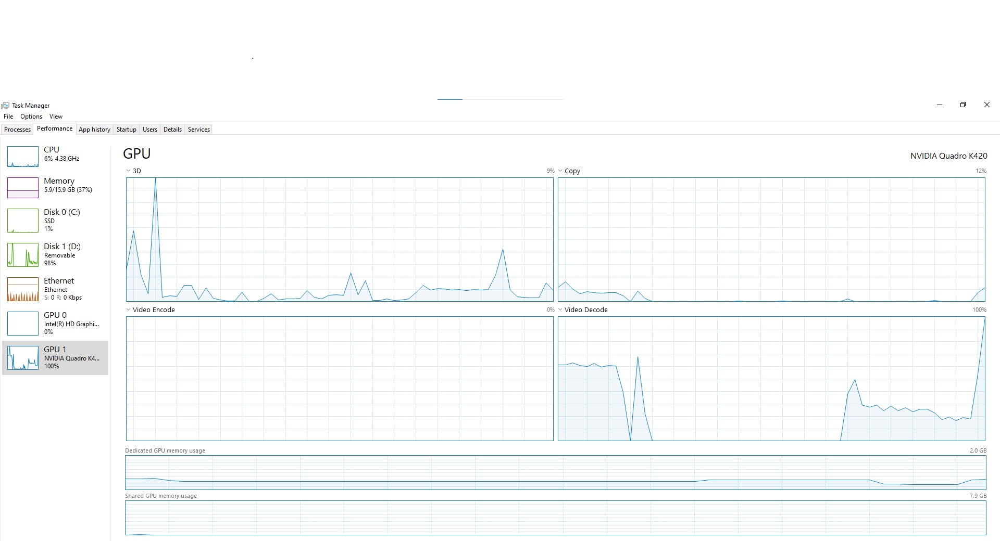 Task Manager
File Options View
Processes Performance App history Startup Users Details Services
CPU
6% 4.38 GHz
Memory
5.9/15.9 GB (37%)
Disk 0 (C:)
SSD
1%
Disk 1 (D:)
Removable
98%
Ethernet
Ethernet
S: 0 R: 0 Kbps
GPU 0
Intel(R) HD Graphi...
0%
GPU 1
NVIDIA Quadro K4...
100%
GPU NVIDIA Quadro K420
3D 9% Copy 12%
Video Encode 0% Video Decode 100%
Dedicated GPU memory usage 2.0 GB
Shared GPU memory usage 7.9 GB